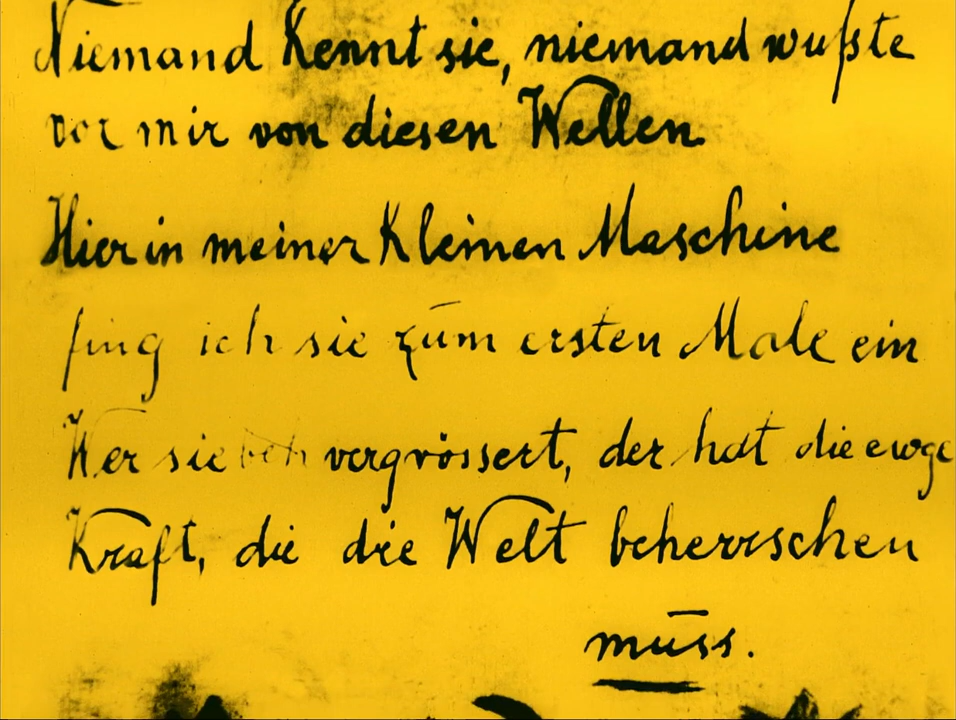 Niemand kennt sie, niemand wußte
vor mir von diesen Wellen.
Hier in meiner kleinen Maschine
fing ich sie zum ersten Male ein
Wer sie vergrössert, der hat die ewge
Kraft, die die Welt beherrschen
muss.